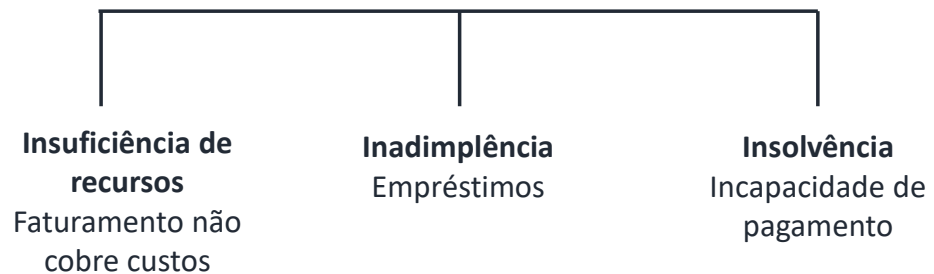 Insuficiência de
recursos
Faturamento não
cobre custos
Inadimplência
Empréstimos
Insolvência
Incapacidade de
pagamento